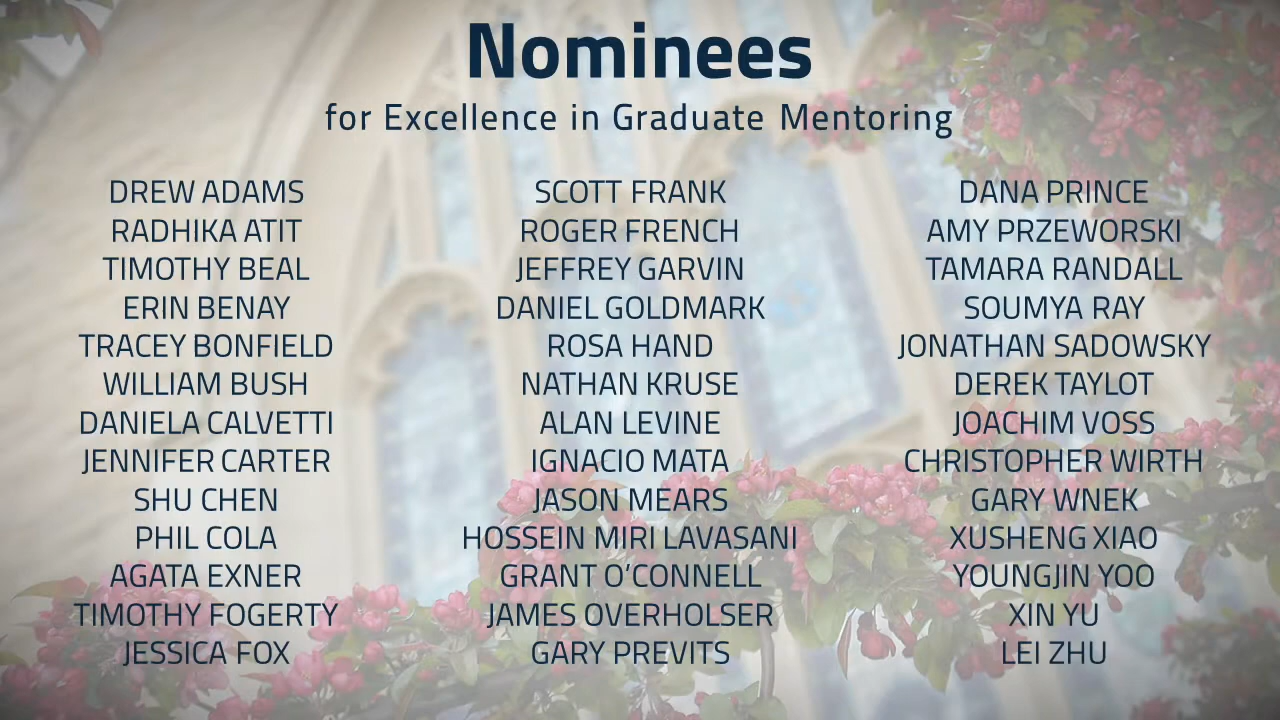 Nominees
for Excellence in Graduate Mentoring
DREW ADAMS
RADHIKA ATIT
TIMOTHY BEAL
ERIN BENAY
TRACEY BONFIELD
WILLIAM BUSH
DANIELA CALVETTI
JENNIFER CARTER
SHU CHEN
PHIL COLA
AGATA EXNER
TIMOTHY FOGERTY
JESSICA FOX
SCOTT FRANK
ROGER FRENCH
JEFFREY GARVIN
DANIEL GOLDMARK
ROSA HAND
NATHAN KRUSE
ALAN LEVINE
IGNACIO MATA
JASON MEARS
HOSSEIN MIRI LAVASANI
GRANT O’CONNELL
JAMES OVERHOLSER
GARY PREVITS
DANA PRINCE
AMY PRZEWORSKI
TAMARA RANDALL
SOUMYA RAY
JONATHAN SADOWSKY
DEREK TAYLOT
JOACHIM VOSS
CHRISTOPHER WIRTH
GARY WNEK
XUSHENG XIAO
YOUNGJIN YOO
XIN YU
LEI ZHU